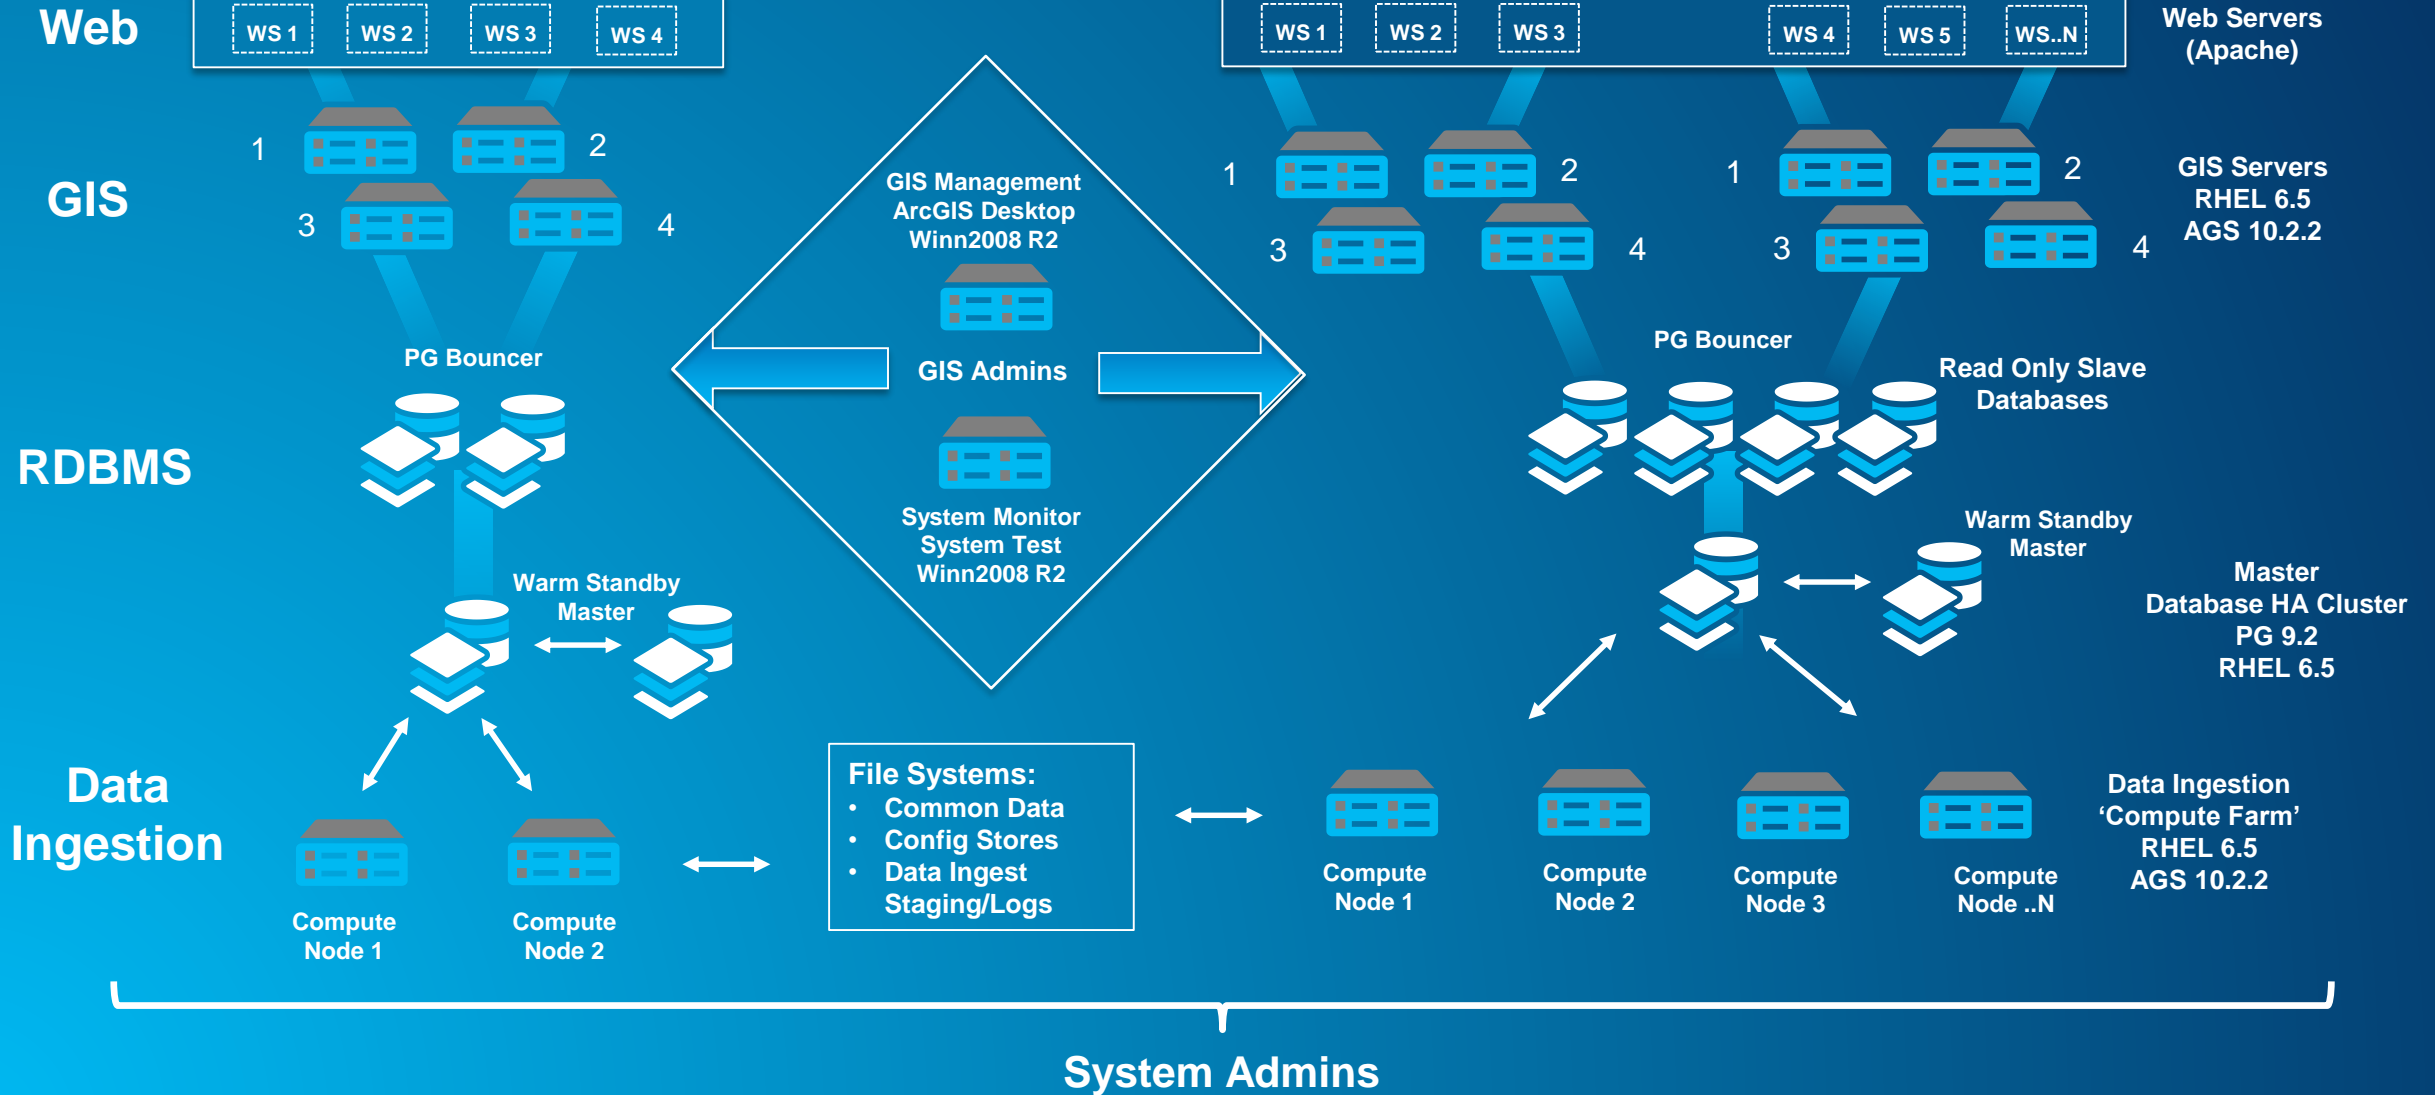 Web
WS 1
WS 2
WS 3
WS 4
WS 1
WS 2
WS 3
WS 4
WS 5
WS..N
Web Servers
(Apache)
GIS
1
2
3
4
GIS Management
ArcGIS Desktop
Winn2008 R2
GIS Admins
System Monitor
System Test
Winn2008 R2
1
2
3
4
1
2
3
4
GIS Servers
RHEL 6.5
AGS 10.2.2
RDBMS
PG Bouncer
Warm Standby
Master
PG Bouncer
Read Only Slave
Databases
Warm Standby
Master
Master
Database HA Cluster
PG 9.2
RHEL 6.5
Data
Ingestion
Compute
Node 1
Compute
Node 2
File Systems:
• Common Data
• Config Stores
• Data Ingest
Staging/Logs
Compute
Node 1
Compute
Node 2
Compute
Node 3
Compute
Node ..N
Data Ingestion
‘Compute Farm’
RHEL 6.5
AGS 10.2.2
System Admins